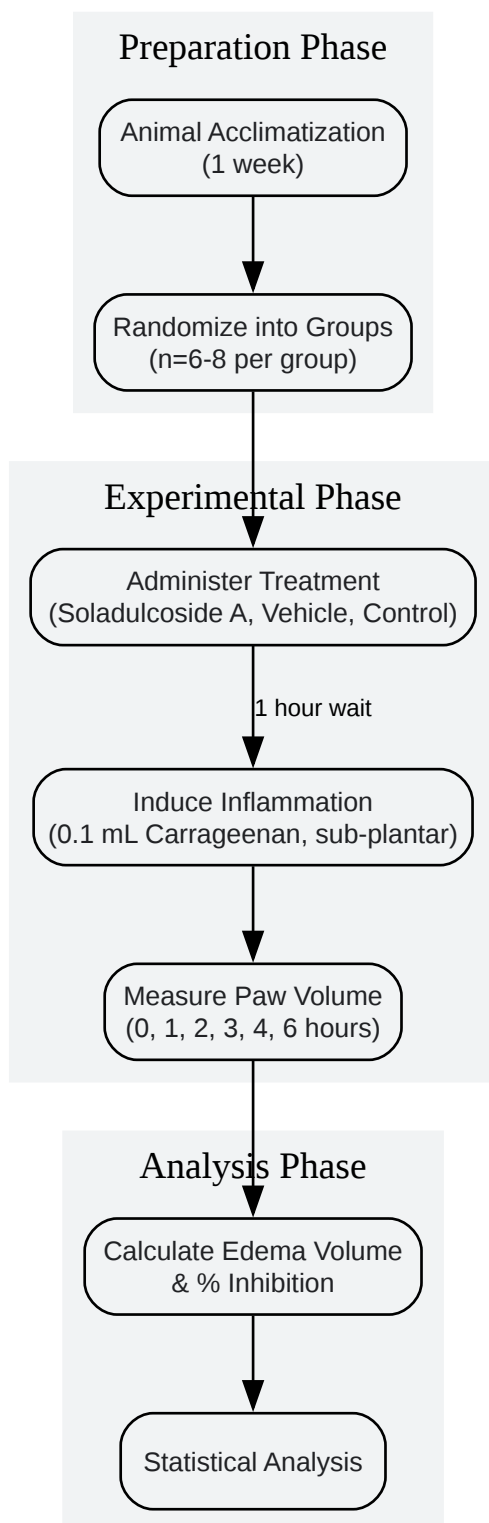 Preparation Phase
Animal Acclimatization
(1 week)
Randomize into Groups
(n=6-8 per group)
Experimental Phase
Administer Treatment
(Soladulcoside A, Vehicle, Control)
1 hour wait
Induce Inflammation
(0.1 mL Carrageenan, sub-plantar)
Measure Paw Volume
(0, 1, 2, 3, 4, 6 hours)
Analysis Phase
Calculate Edema Volume
& % Inhibition
Statistical Analysis